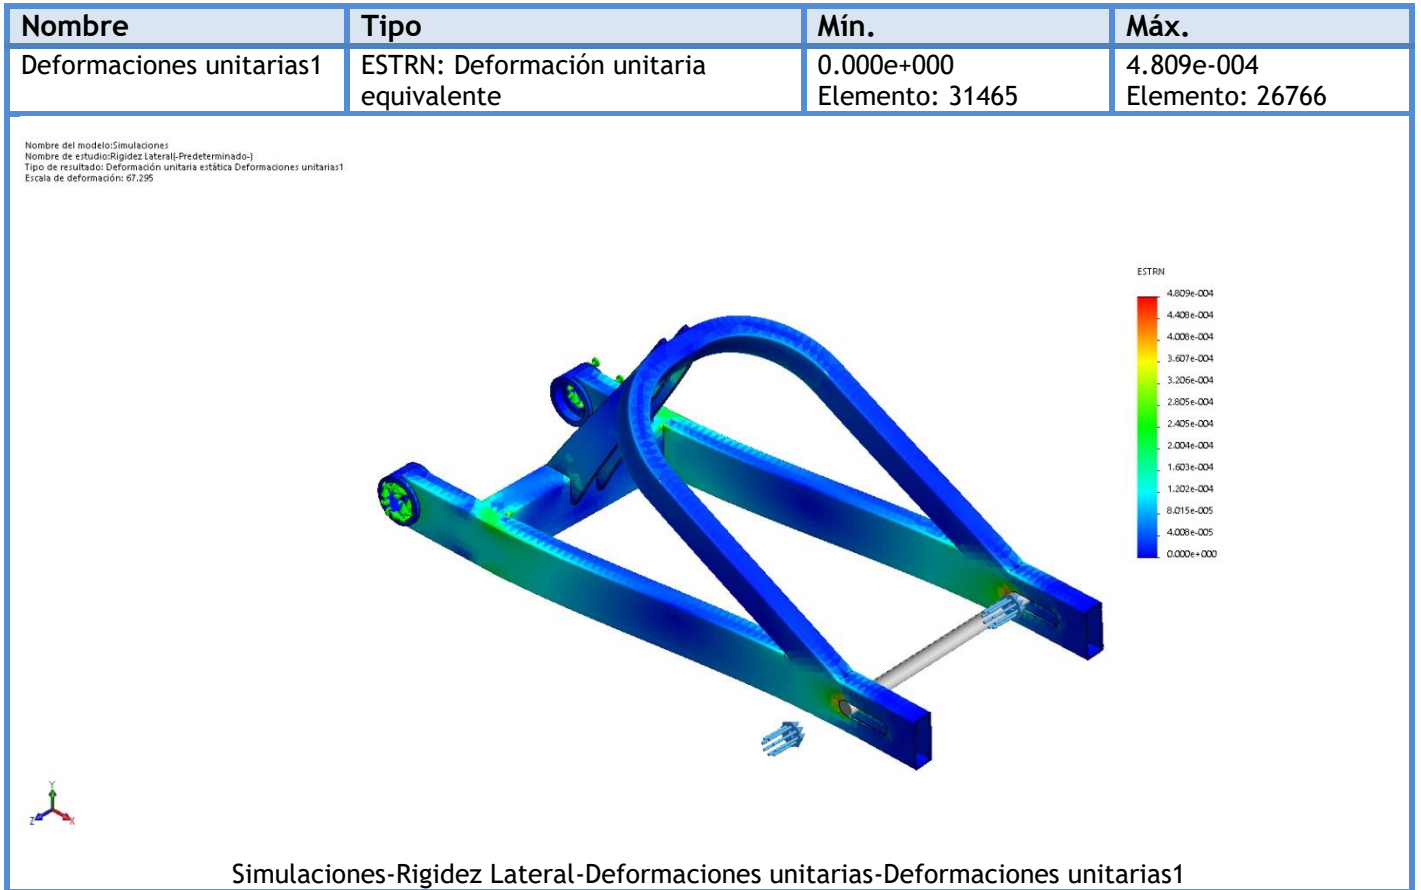 Nombre Tipo Mín. Máx.
Deformaciones unitarias1 ESTRN: Deformación unitaria 0.000e+000 4.809e-004
equivalente Elemento: 31465 Elemento: 26766
Nombre del modelo:Simulaciones
Nombre de estudio:Rigidez Lateral(-Predeterminado-)
Tipo de resultado: Deformación unitaria estática Deformaciones unitarias1
Escala de deformación: 67.295
ESTRN
4.809e-004
4.408e-004
4.008e-004
3.607e-004
3.206e-004
2.805e-004
2.405e-004
2.004e-004
1.603e-004
1.202e-004
8.015e-005
4.008e-005
0.000e+000
Y
Z X
Simulaciones-Rigidez Lateral-Deformaciones unitarias-Deformaciones unitarias1